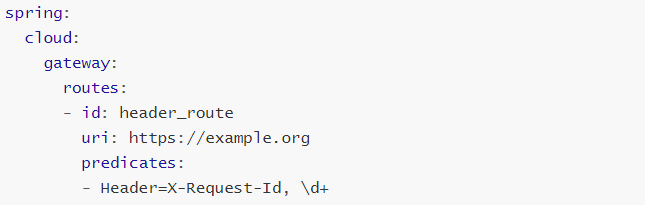 spring:
  cloud:
    gateway:
      routes:
      - id: header_route
        uri: https://example.org
        predicates:
        - Header=X-Request-Id, \d+